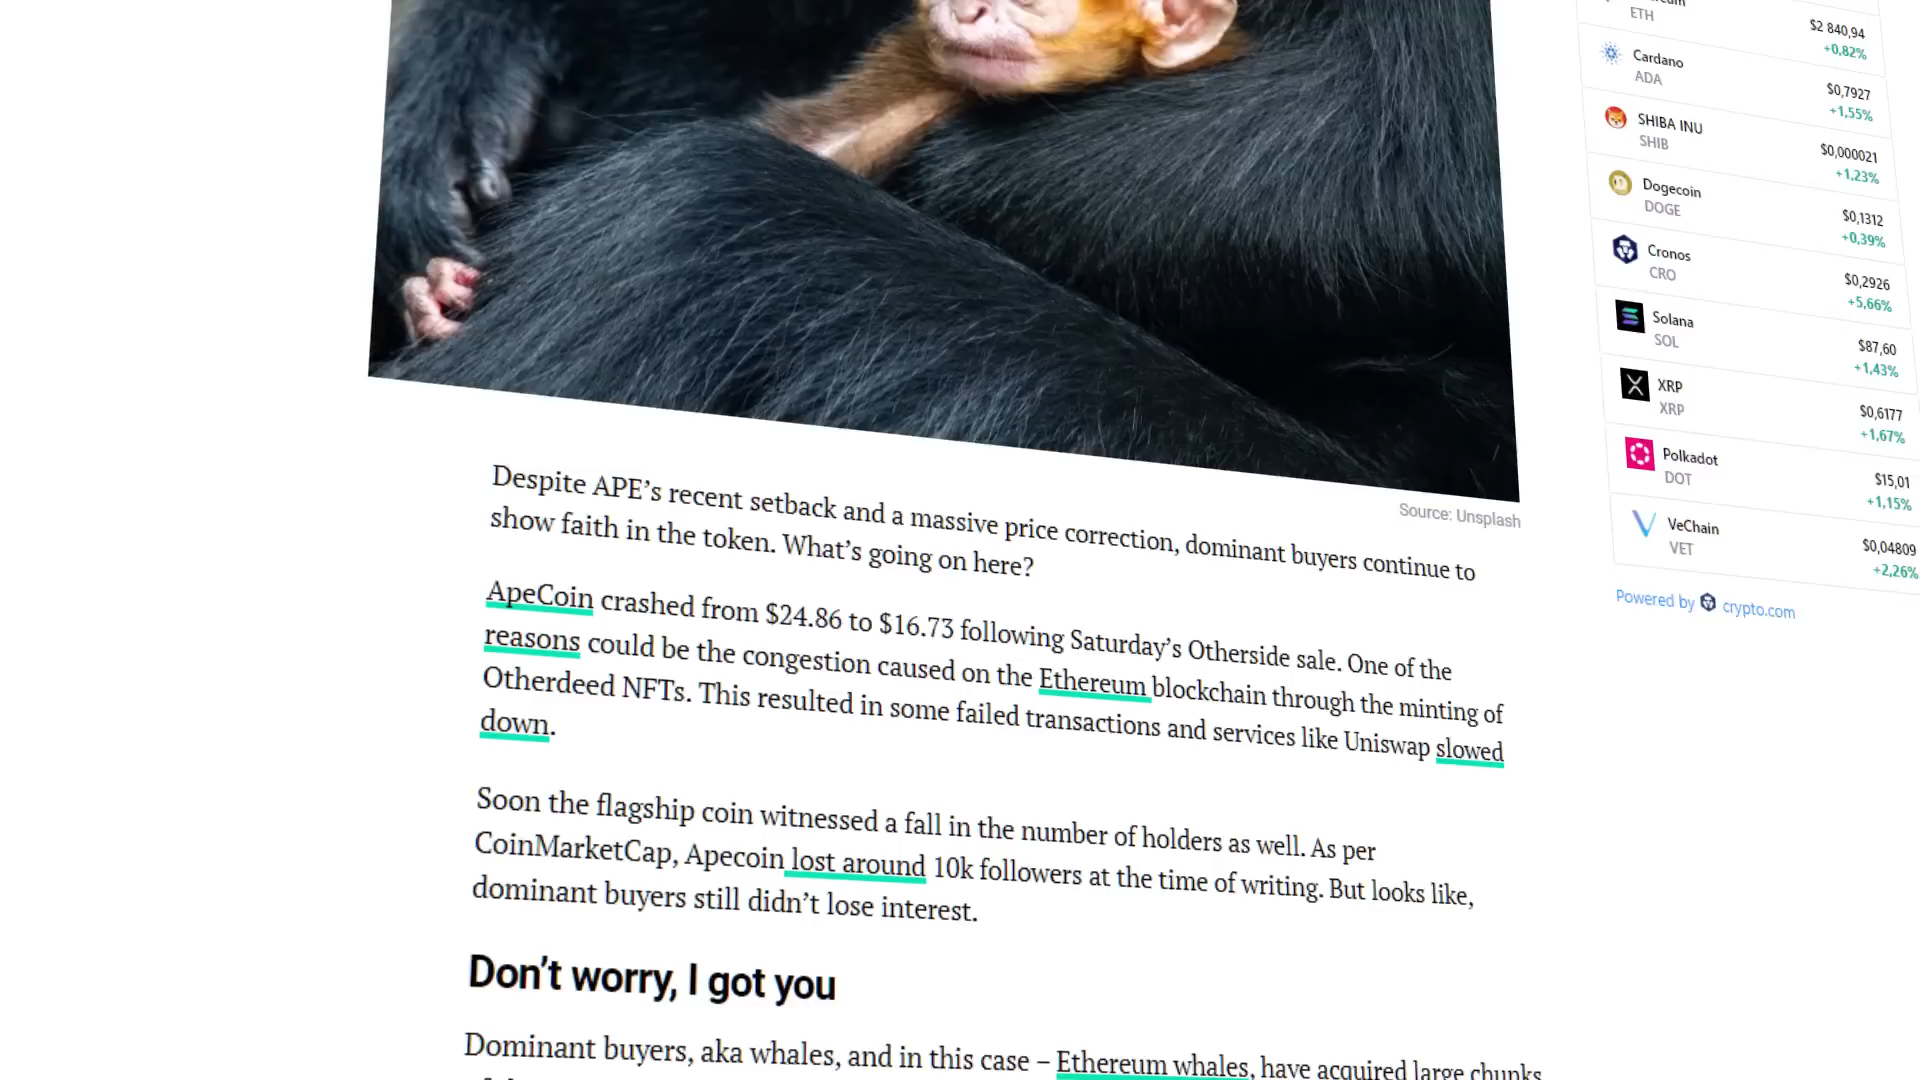 ETH
$2 840,94
+0,82%
Cardano
ADA
$0,7927
+1,55%
SHIBA INU
SHIB
$0,000021
+1,23%
Dogecoin
DOGE
$0,1312
+0,39%
Cronos
CRO
$0,2926
+5,66%
Solana
SOL
$87,60
+1,43%
XRP
XRP
$0,6177
+1,67%
Polkadot
DOT
$15,01
+1,15%
VeChain
VET
$0,04809
+2,26%
Powered by crypto.com
Source: Unsplash
Despite APE’s recent setback and a massive price correction, dominant buyers continue to
show faith in the token. What’s going on here?
ApeCoin crashed from $24.86 to $16.73 following Saturday’s Otherside sale. One of the
reasons could be the congestion caused on the Ethereum blockchain through the minting of
Otherdeed NFTs. This resulted in some failed transactions and services like Uniswap slowed
down.
Soon the flagship coin witnessed a fall in the number of holders as well. As per
CoinMarketCap, Apecoin lost around 10k followers at the time of writing. But looks like,
dominant buyers still didn’t lose interest.
Don’t worry, I got you
Dominant buyers, aka whales, and in this case – Ethereum whales, have acquired large chunks